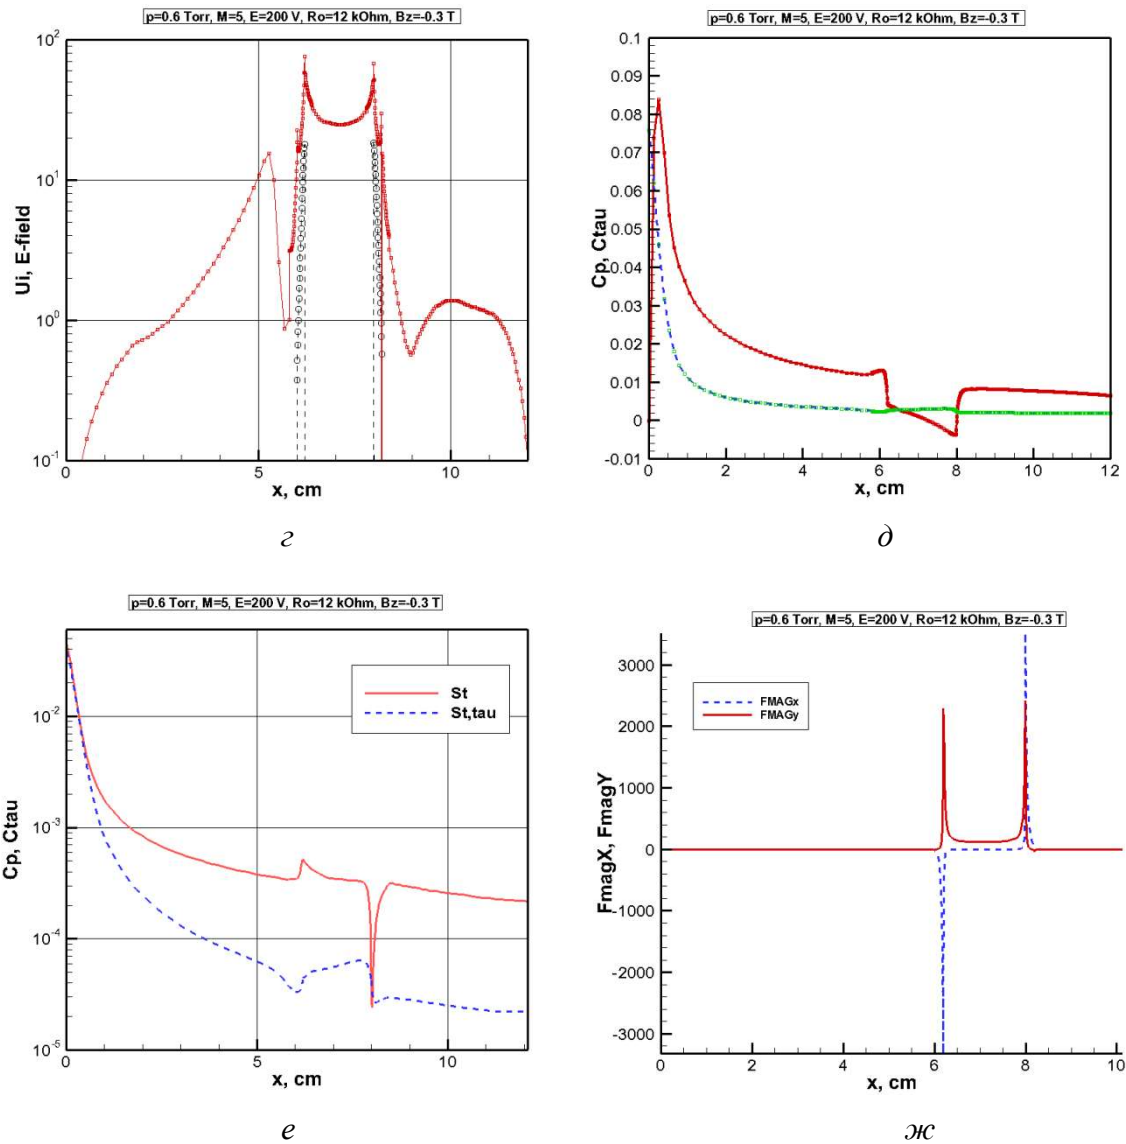 p=0.6 Torr, M=5, E=200 V, Ro=12 kOhm, Bz=-0.3 T
10²
10¹
10⁰
10⁻¹
Ui, E-field
0 5 10
x, cm
г
p=0.6 Torr, M=5, E=200 V, Ro=12 kOhm, Bz=-0.3 T
0.1
0.09
0.08
0.07
0.06
0.05
0.04
0.03
0.02
0.01
0
-0.01
Cp, Ctau
0 2 4 6 8 10 12
x, cm
д
p=0.6 Torr, M=5, E=200 V, Ro=12 kOhm, Bz=-0.3 T
St
St,tau
10⁻²
10⁻³
10⁻⁴
10⁻⁵
Cp, Ctau
0 5 10
x, cm
е
p=0.6 Torr, M=5, E=200 V, Ro=12 kOhm, Bz=-0.3 T
FMAGx
FMAGy
3000
2000
1000
0
-1000
-2000
-3000
FmagX, FmagY
0 2 4 6 8 10
x, cm
ж